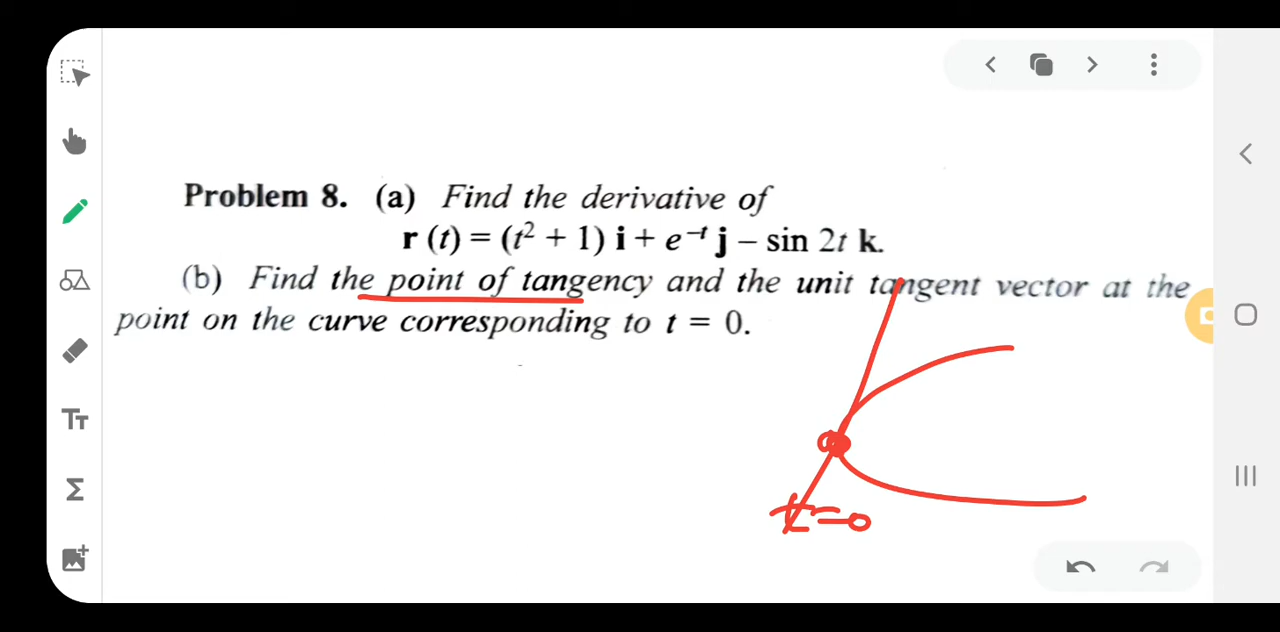 Problem 8. (a) Find the derivative of
r (t) = (t² + 1) i + e⁻ᵗ j – sin 2t k.
(b) Find the point of tangency and the unit tangent vector at the
point on the curve corresponding to t = 0.
t=0
Tт
Σ